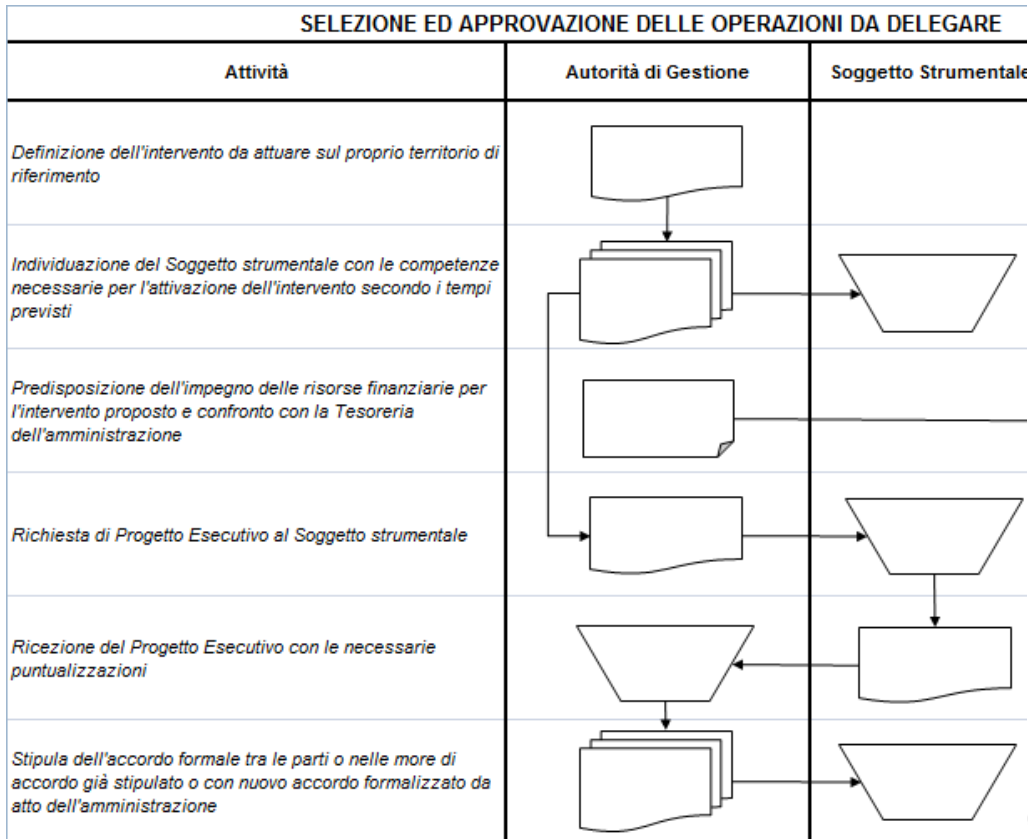 SELEZIONE ED APPROVAZIONE DELLE OPERAZIONI DA DELEGARE
Attività
Autorità di Gestione
Soggetto Strumentale
Definizione dell'intervento da attuare sul proprio territorio di
riferimento
Individuazione del Soggetto strumentale con le competenze
necessarie per l'attivazione dell'intervento secondo i tempi
previsti
Predisposizione dell'impegno delle risorse finanziarie per
l'intervento proposto e confronto con la Tesoreria
dell'amministrazione
Richiesta di Progetto Esecutivo al Soggetto strumentale
Ricezione del Progetto Esecutivo con le necessarie
puntualizzazioni
Stipula dell'accordo formale tra le parti o nelle more di
accordo già stipulato o con nuovo accordo formalizzato da
atto dell'amministrazione